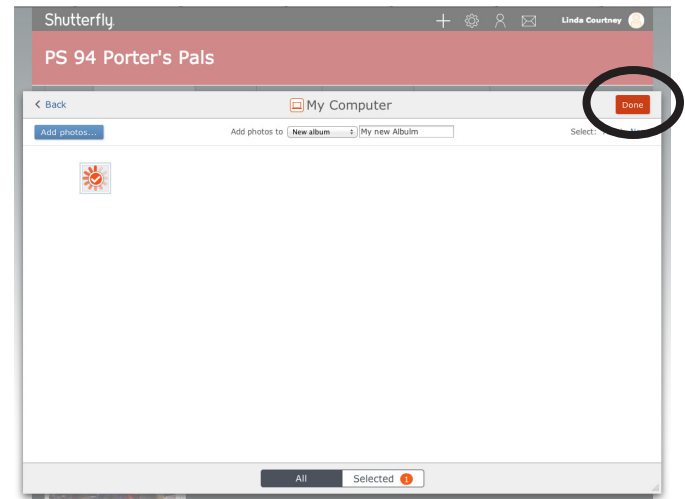 Shutterfly. Linda Courtney
PS 94 Porter's Pals
< Back My Computer Done
Add photos... Add photos to New album My new Albulm Select:
All Selected 1